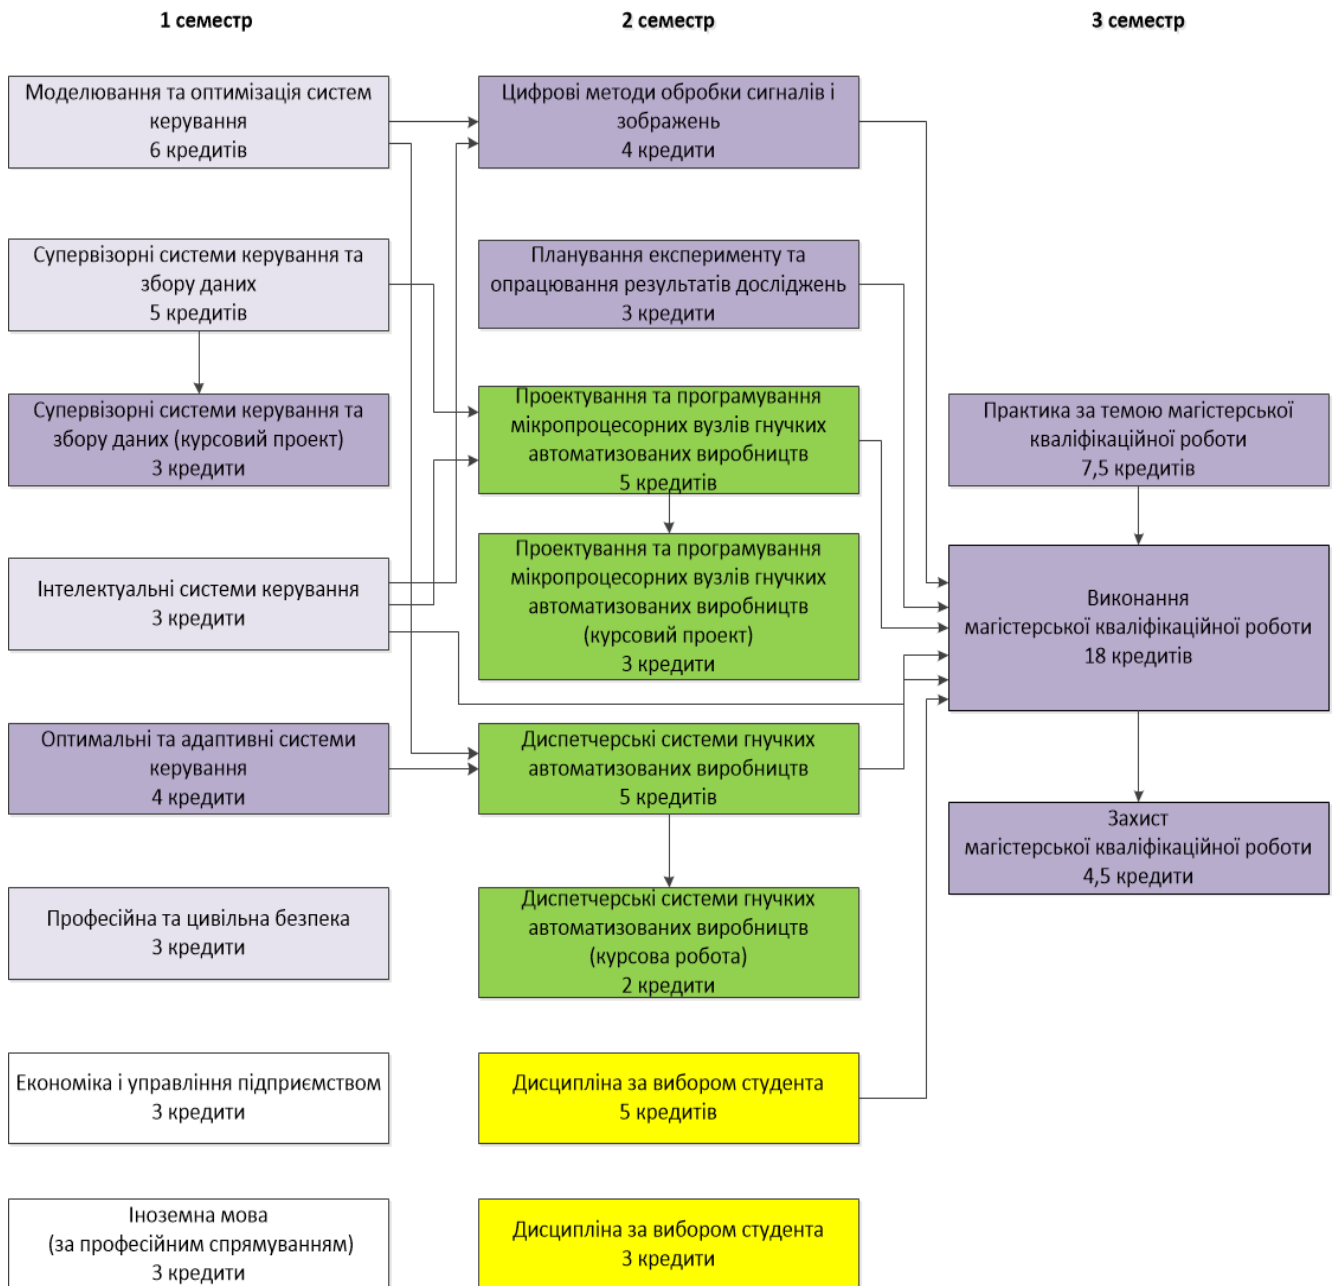 1 семестр
2 семестр
3 семестр
Моделювання та оптимізація систем
керування
6 кредитів
Цифрові методи обробки сигналів і
зображень
4 кредити
Супервізорні системи керування та
збору даних
5 кредитів
Планування експерименту та
опрацювання результатів досліджень
3 кредити
Супервізорні системи керування та
збору даних (курсовий проект)
3 кредити
Проектування та програмування
мікропроцесорних вузлів гнучких
автоматизованих виробництв
5 кредитів
Практика за темою магістерської
кваліфікаційної роботи
7,5 кредитів
Інтелектуальні системи керування
3 кредити
Проектування та програмування
мікропроцесорних вузлів гнучких
автоматизованих виробництв
(курсовий проект)
3 кредити
Виконання
магістерської кваліфікаційної роботи
18 кредитів
Оптимальні та адаптивні системи
керування
4 кредити
Диспетчерські системи гнучких
автоматизованих виробництв
5 кредитів
Захист
магістерської кваліфікаційної роботи
4,5 кредити
Професійна та цивільна безпека
3 кредити
Диспетчерські системи гнучких
автоматизованих виробництв
(курсова робота)
2 кредити
Економіка і управління підприємством
3 кредити
Дисципліна за вибором студента
5 кредитів
Іноземна мова
(за професійним спрямуванням)
3 кредити
Дисципліна за вибором студента
3 кредити